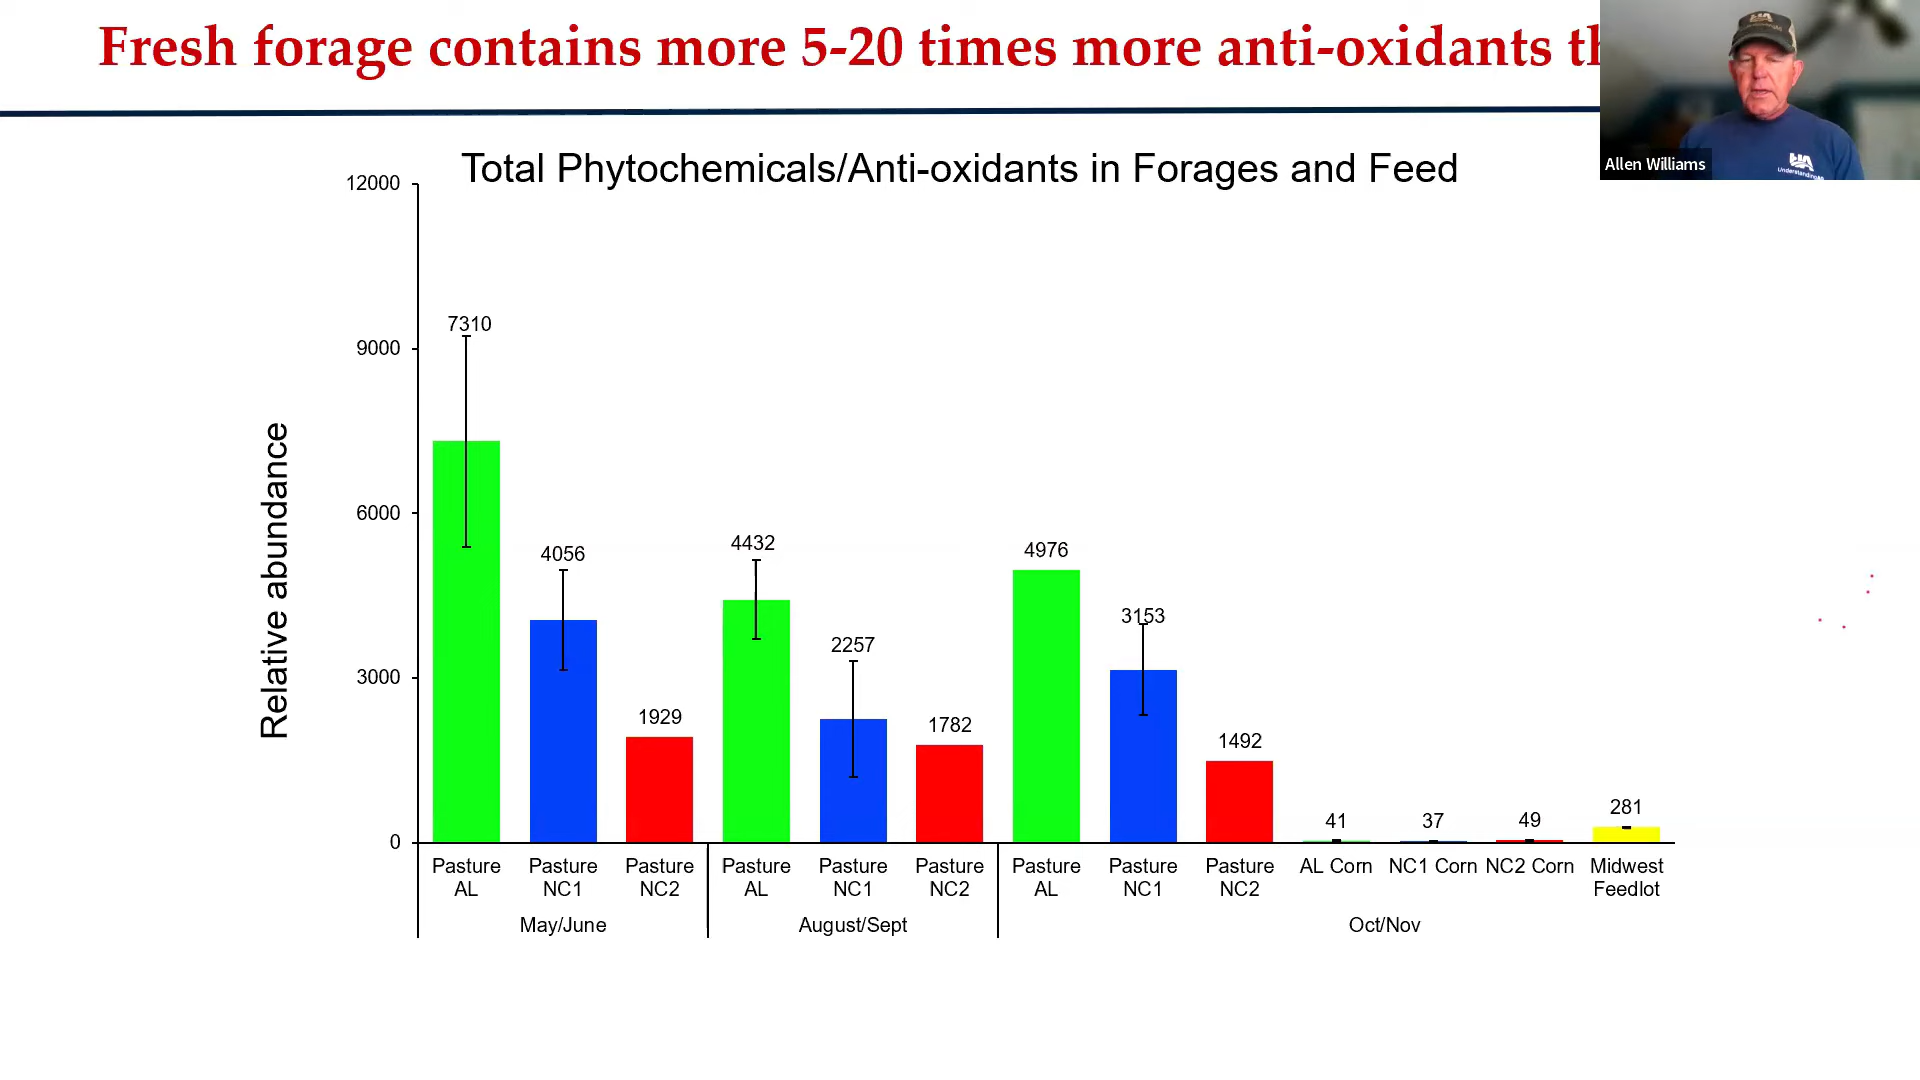 Fresh forage contains more 5-20 times more anti-oxidants
Allen Williams
Total Phytochemicals/Anti-oxidants in Forages and Feed
Relative abundance
12000
9000
6000
3000
0
7310
4056
1929
4432
2257
1782
4976
3153
1492
41
37
49
281
Pasture AL
Pasture NC1
Pasture NC2
Pasture AL
Pasture NC1
Pasture NC2
Pasture AL
Pasture NC1
Pasture NC2
AL Corn
NC1 Corn
NC2 Corn
Midwest Feedlot
May/June
August/Sept
Oct/Nov